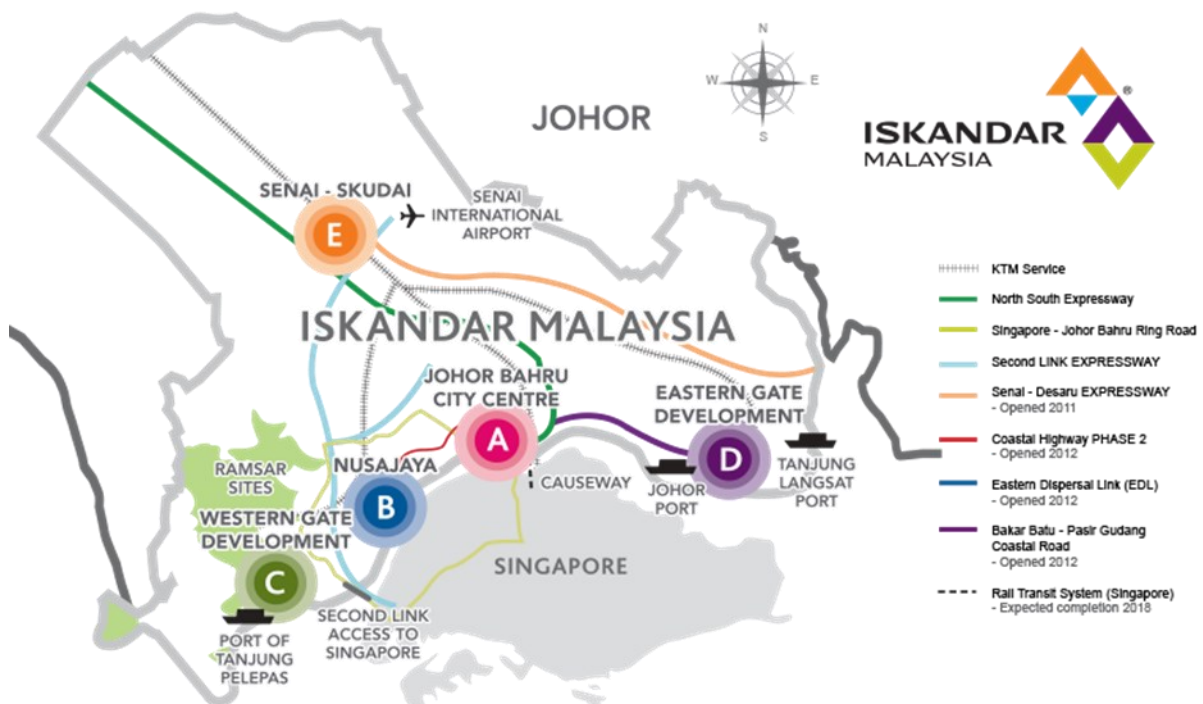 N
W
E
S
JOHOR
ISKANDAR
MALAYSIA
®
SENAI - SKUDAI
E
SENAI
INTERNATIONAL
AIRPORT
ISKANDAR MALAYSIA
JOHOR BAHRU
CITY CENTRE
A
EASTERN GATE
DEVELOPMENT
D
RAMSAR
SITES
NUSAJAYA
B
CAUSEWAY
JOHOR
PORT
TANJUNG
LANGSAT
PORT
WESTERN GATE
DEVELOPMENT
C
SINGAPORE
SECOND LINK
ACCESS TO
SINGAPORE
PORT OF
TANJUNG
PELEPAS
KTM Service
North South Expressway
Singapore - Johor Bahru Ring Road
Second LINK EXPRESSWAY
Senai - Desaru EXPRESSWAY
- Opened 2011
Coastal Highway PHASE 2
- Opened 2012
Eastern Dispersal Link (EDL)
- Opened 2012
Bakar Batu - Pasir Gudang
Coastal Road
- Opened 2012
Rail Transit System (Singapore)
- Expected completion 2018